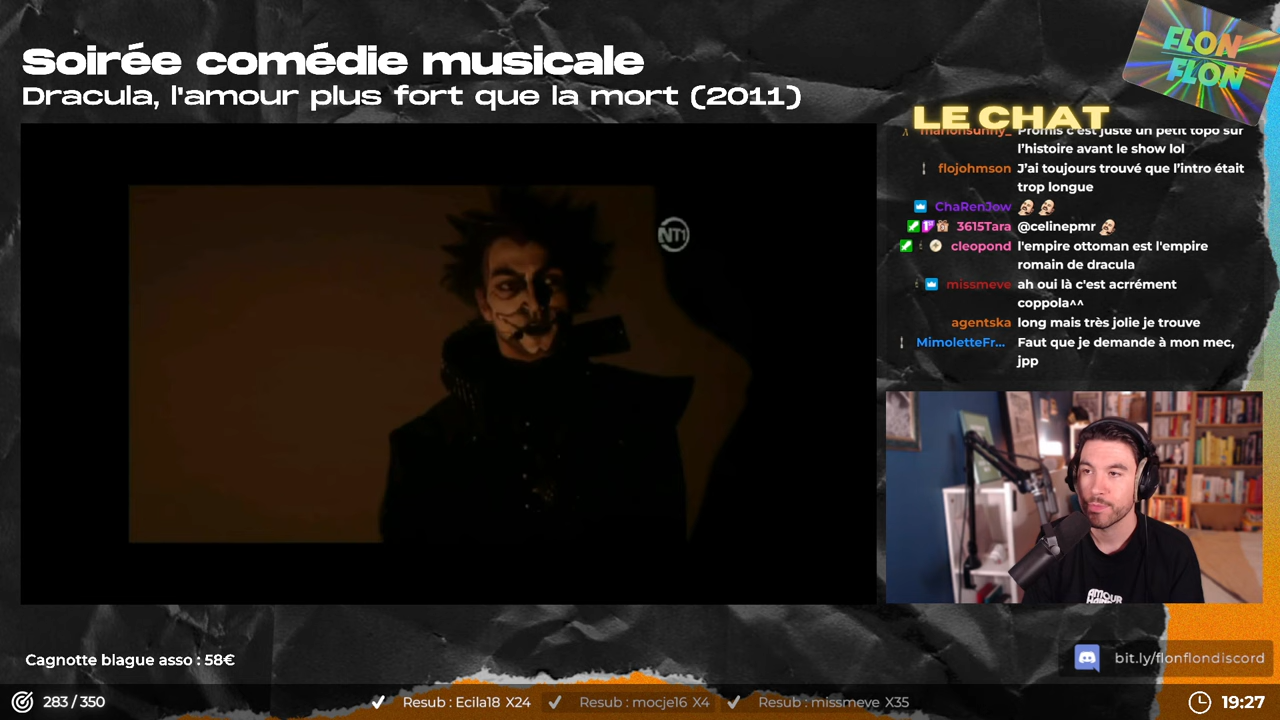 Soirée comédie musicale
Dracula, l'amour plus fort que la mort (2011)
FLON
FLON
LE CHAT
marionsunny_ Promis c'est juste un petit topo sur
l'histoire avant le show lol
flojohmson J'ai toujours trouvé que l'intro était
trop longue
ChaRenJow
3615Tara @celinepmr
cleopond l'empire ottoman est l'empire
romain de dracula
missmeve ah oui là c'est acrrément
coppola^^
agentska long mais très jolie je trouve
MimoletteFr... Faut que je demande à mon mec,
jpp
NT1
AMOUR
Cagnotte blague asso : 58€
bit.ly/flonflondiscord
283 / 350
Resub : Ecila18 X24
Resub : mocje16 X4
Resub : missmeve X35
19:27